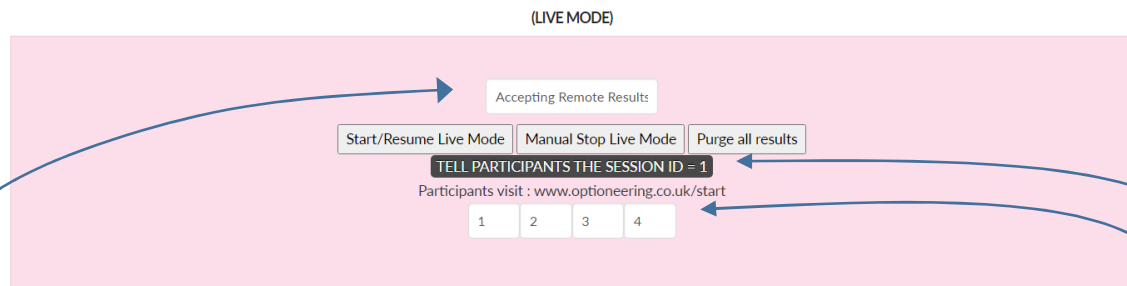 (LIVE MODE)
Accepting Remote Results
Start/Resume Live Mode Manual Stop Live Mode Purge all results
TELL PARTICIPANTS THE SESSION ID = 1
Participants visit : www.optioneering.co.uk/start
1 2 3 4